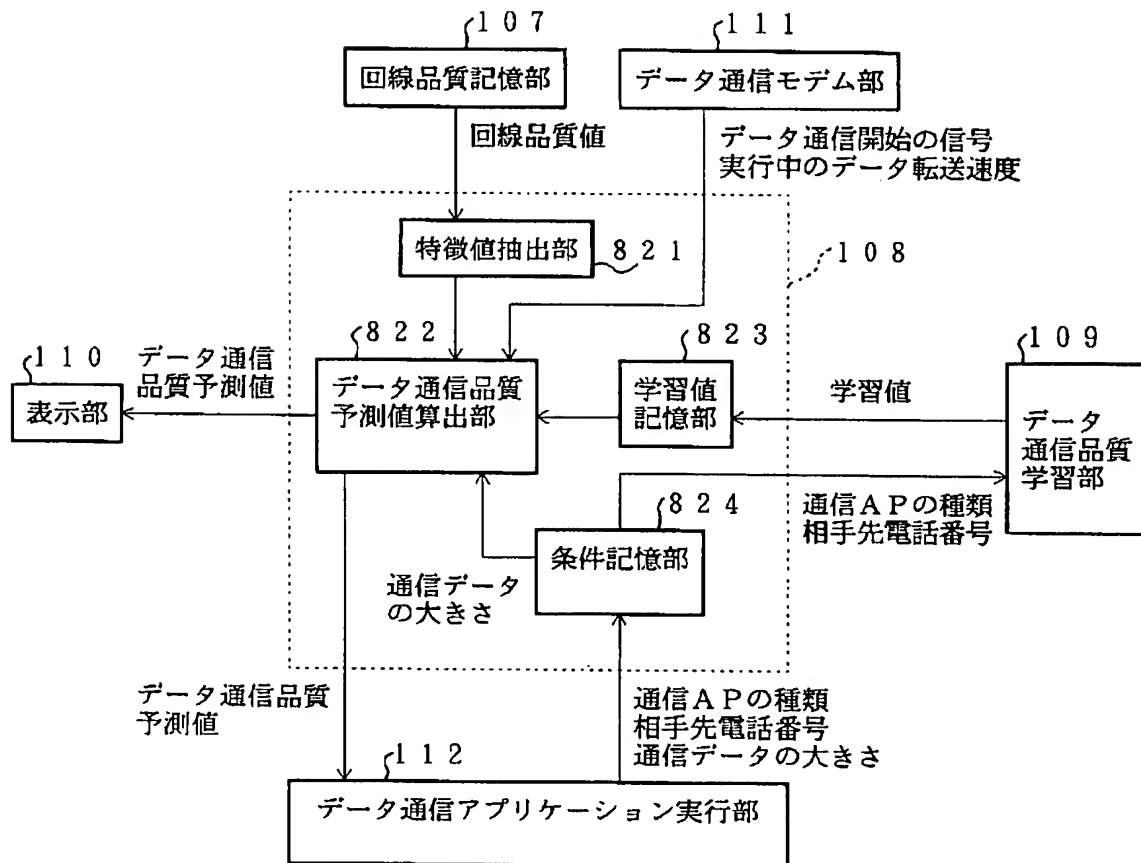 107
111
回線品質記憶部
データ通信モデム部
回線品質値
データ通信開始の信号
実行中のデータ転送速度
特徴値抽出部
821
108
822
823
109
110
データ通信
品質予測値
データ通信品質
予測値算出部
学習値
記憶部
学習値
表示部
データ
通信品質
学習部
824
通信APの種類
相手先電話番号
条件記憶部
通信データ
の大きさ
データ通信品質
予測値
通信APの種類
相手先電話番号
通信データの大きさ
112
データ通信アプリケーション実行部